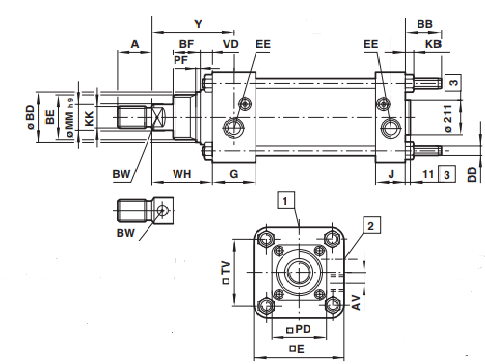 Y
BB
A
BF
VD
EE
EE
KB
PF
3
ø BD
BE
ø MM h9
KK
ø 211
DD
BW
WH
G
J
11
3
BW
1
2
□ TV
AV
□ PD
□ E